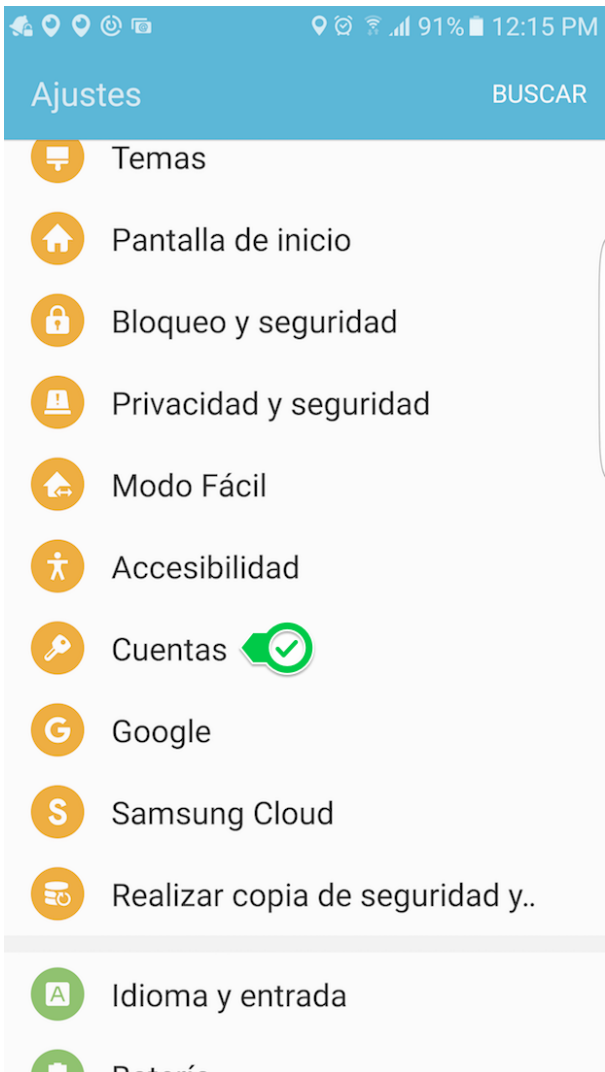 91% 12:15 PM
Ajustes BUSCAR
Temas
Pantalla de inicio
Bloqueo y seguridad
Privacidad y seguridad
Modo Fácil
Accesibilidad
Cuentas
G Google
S Samsung Cloud
Realizar copia de seguridad y..
A Idioma y entrada
Batería